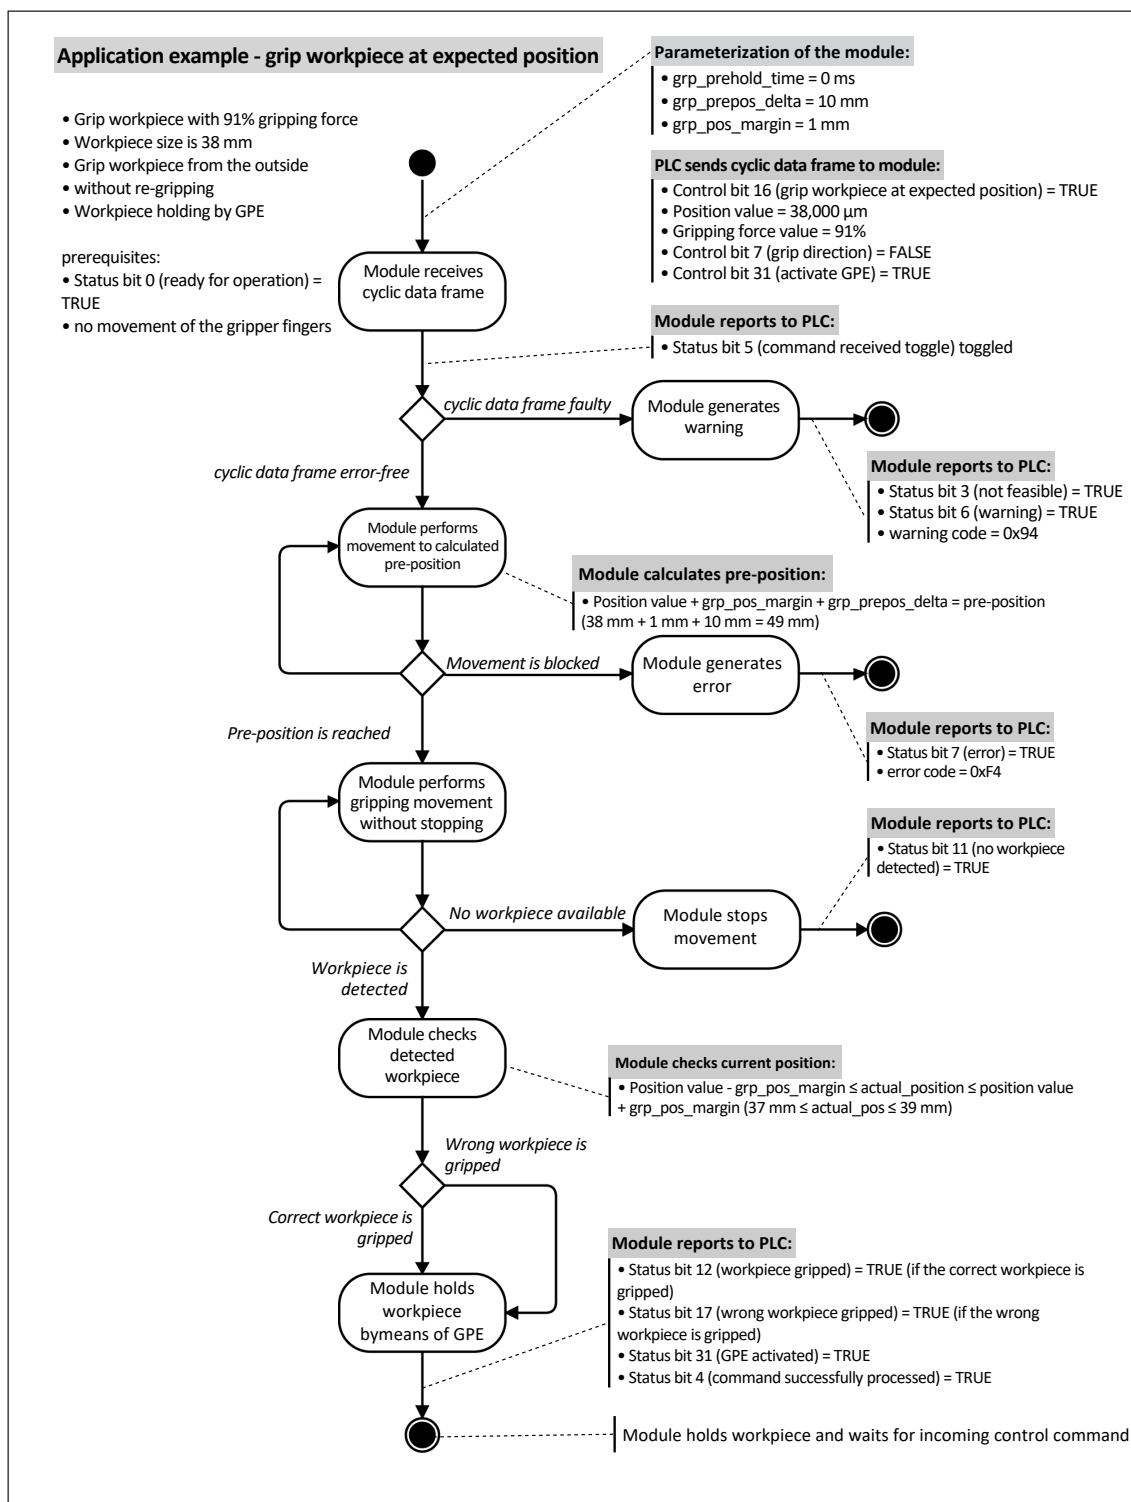 Application example - grip workpiece at expected position
• Grip workpiece with 91% gripping force
• Workpiece size is 38 mm
• Grip workpiece from the outside
• without re-gripping
• Workpiece holding by GPE
prerequisites:
• Status bit 0 (ready for operation) =
TRUE
• no movement of the gripper fingers
Parameterization of the module:
• grp_prehold_time = 0 ms
• grp_prepos_delta = 10 mm
• grp_pos_margin = 1 mm
PLC sends cyclic data frame to module:
• Control bit 16 (grip workpiece at expected position) = TRUE
• Position value = 38,000 µm
• Gripping force value = 91%
• Control bit 7 (grip direction) = FALSE
• Control bit 31 (activate GPE) = TRUE
Module receives
cyclic data frame
Module reports to PLC:
• Status bit 5 (command received toggle) toggled
cyclic data frame faulty
Module generates
warning
cyclic data frame error-free
Module reports to PLC:
• Status bit 3 (not feasible) = TRUE
• Status bit 6 (warning) = TRUE
• warning code = 0x94
Module performs
movement to calculated
pre-position
Module calculates pre-position:
• Position value + grp_pos_margin + grp_prepos_delta = pre-position
(38 mm + 1 mm + 10 mm = 49 mm)
Movement is blocked
Module generates
error
Pre-position is reached
Module reports to PLC:
• Status bit 7 (error) = TRUE
• error code = 0xF4
Module performs
gripping movement
without stopping
Module reports to PLC:
• Status bit 11 (no workpiece
detected) = TRUE
No workpiece available
Module stops
movement
Workpiece is
detected
Module checks
detected
workpiece
Module checks current position:
• Position value - grp_pos_margin ≤ actual_position ≤ position value
+ grp_pos_margin (37 mm ≤ actual_pos ≤ 39 mm)
Wrong workpiece is
gripped
Correct workpiece is
gripped
Module reports to PLC:
• Status bit 12 (workpiece gripped) = TRUE (if the correct workpiece is
gripped)
• Status bit 17 (wrong workpiece gripped) = TRUE (if the wrong
workpiece is gripped)
• Status bit 31 (GPE activated) = TRUE
• Status bit 4 (command successfully processed) = TRUE
Module holds
workpiece
bymeans of GPE
Module holds workpiece and waits for incoming control command